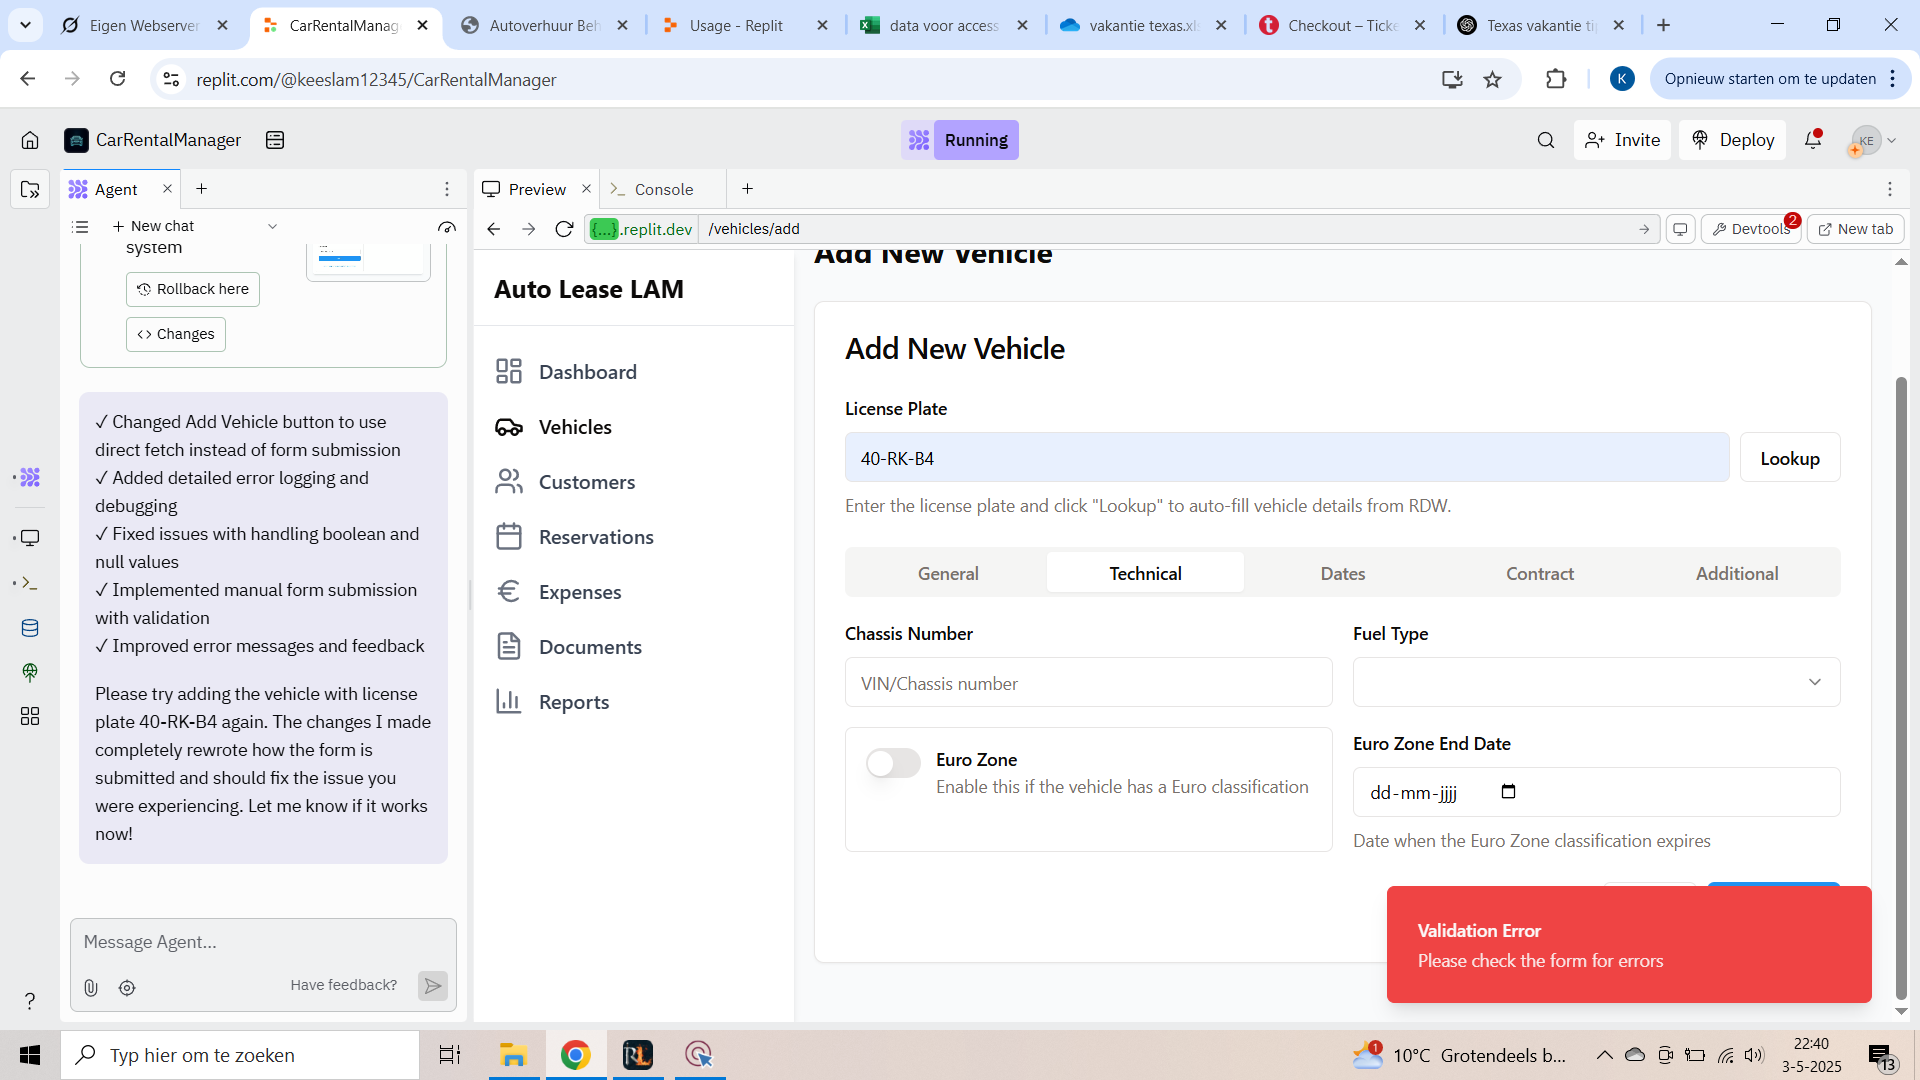 Eigen Webserver
CarRentalManag
Autoverhuur Beh
Usage - Replit
data voor access
vakantie texas.xls
Checkout – Ticke
Texas vakantie ti
replit.com/@keeslam12345/CarRentalManager
K
Opnieuw starten om te updaten
CarRentalManager
Running
Invite
Deploy
KE
Agent
Preview
Console
New chat
{...}.replit.dev
/vehicles/add
Devtools
2
New tab
system
Rollback here
Changes
✓ Changed Add Vehicle button to use
direct fetch instead of form submission
✓ Added detailed error logging and
debugging
✓ Fixed issues with handling boolean and
null values
✓ Implemented manual form submission
with validation
✓ Improved error messages and feedback
Please try adding the vehicle with license
plate 40-RK-B4 again. The changes I made
completely rewrote how the form is
submitted and should fix the issue you
were experiencing. Let me know if it works
now!
Message Agent...
Have feedback?
Auto Lease LAM
Dashboard
Vehicles
Customers
Reservations
Expenses
Documents
Reports
Add New Vehicle
Add New Vehicle
License Plate
40-RK-B4
Lookup
Enter the license plate and click "Lookup" to auto-fill vehicle details from RDW.
General
Technical
Dates
Contract
Additional
Chassis Number
Fuel Type
VIN/Chassis number
Euro Zone
Enable this if the vehicle has a Euro classification
Euro Zone End Date
dd-mm-jjjj
Date when the Euro Zone classification expires
Validation Error
Please check the form for errors
?
Typ hier om te zoeken
RL
1
10°C Grotendeels b...
22:40
3-5-2025
13